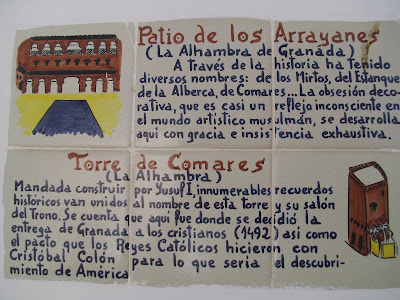 Patio de los Arrayanes
(La Alhambra de Granada)
A través de la historia ha tenido
diversos nombres: de los Mirtos, del Estanque
de la Alberca, de Comares... La obsesión deco-
rativa, que es casi un reflejo inconsciente en
el mundo artístico musulmán, se desarrolla
aquí con gracia e insistencia exhaustiva.
Torre de Comares
(La Alhambra)
Mandada construir por Yusuf I, innumerables recuerdos
históricos van unidos al nombre de esta torre y su salón
del Trono. Se cuenta que aquí fue donde se decidió la
entrega de Granada a los cristianos (1492) así como
el pacto que los Reyes Católicos hicieron con
Cristóbal Colón para lo que sería el descubri-
miento de América